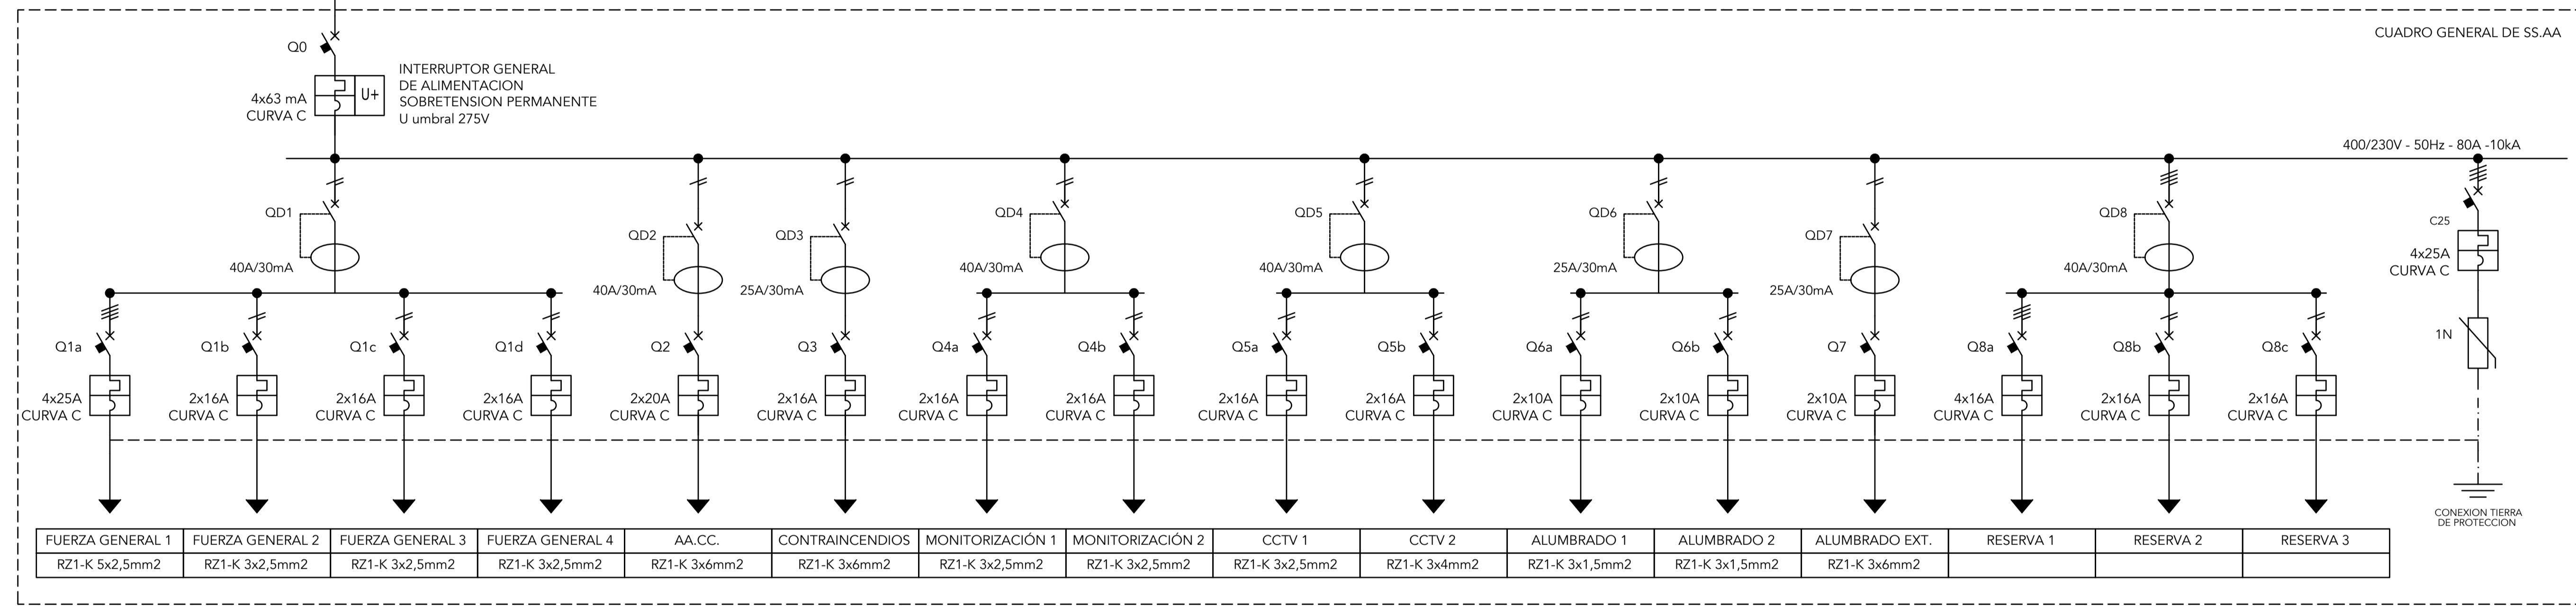 CUADRO GENERAL DE SS.AA
Q0
INTERRUPTOR GENERAL
DE ALIMENTACION
SOBRETENSION PERMANENTE
U umbral 275V
U+
4x63 mA
CURVA C
400/230V - 50Hz - 80A -10kA
QD1
40A/30mA
QD2
40A/30mA
QD3
25A/30mA
QD4
40A/30mA
QD5
40A/30mA
QD6
25A/30mA
QD7
25A/30mA
QD8
40A/30mA
C25
4x25A
CURVA C
1N
Q1a
4x25A
CURVA C
Q1b
2x16A
CURVA C
Q1c
2x16A
CURVA C
Q1d
2x16A
CURVA C
Q2
2x20A
CURVA C
Q3
2x16A
CURVA C
Q4a
2x16A
CURVA C
Q4b
2x16A
CURVA C
Q5a
2x16A
CURVA C
Q5b
2x16A
CURVA C
Q6a
2x10A
CURVA C
Q6b
2x10A
CURVA C
Q7
2x10A
CURVA C
Q8a
4x16A
CURVA C
Q8b
2x16A
CURVA C
Q8c
2x16A
CURVA C
CONEXION TIERRA
DE PROTECCION
FUERZA GENERAL 1 FUERZA GENERAL 2 FUERZA GENERAL 3 FUERZA GENERAL 4 AA.CC. CONTRAINCENDIOS MONITORIZACIÓN 1 MONITORIZACIÓN 2 CCTV 1 CCTV 2 ALUMBRADO 1 ALUMBRADO 2 ALUMBRADO EXT. RESERVA 1 RESERVA 2 RESERVA 3
RZ1-K 5x2,5mm2 RZ1-K 3x2,5mm2 RZ1-K 3x2,5mm2 RZ1-K 3x2,5mm2 RZ1-K 3x6mm2 RZ1-K 3x6mm2 RZ1-K 3x2,5mm2 RZ1-K 3x2,5mm2 RZ1-K 3x2,5mm2 RZ1-K 3x4mm2 RZ1-K 3x1,5mm2 RZ1-K 3x1,5mm2 RZ1-K 3x6mm2